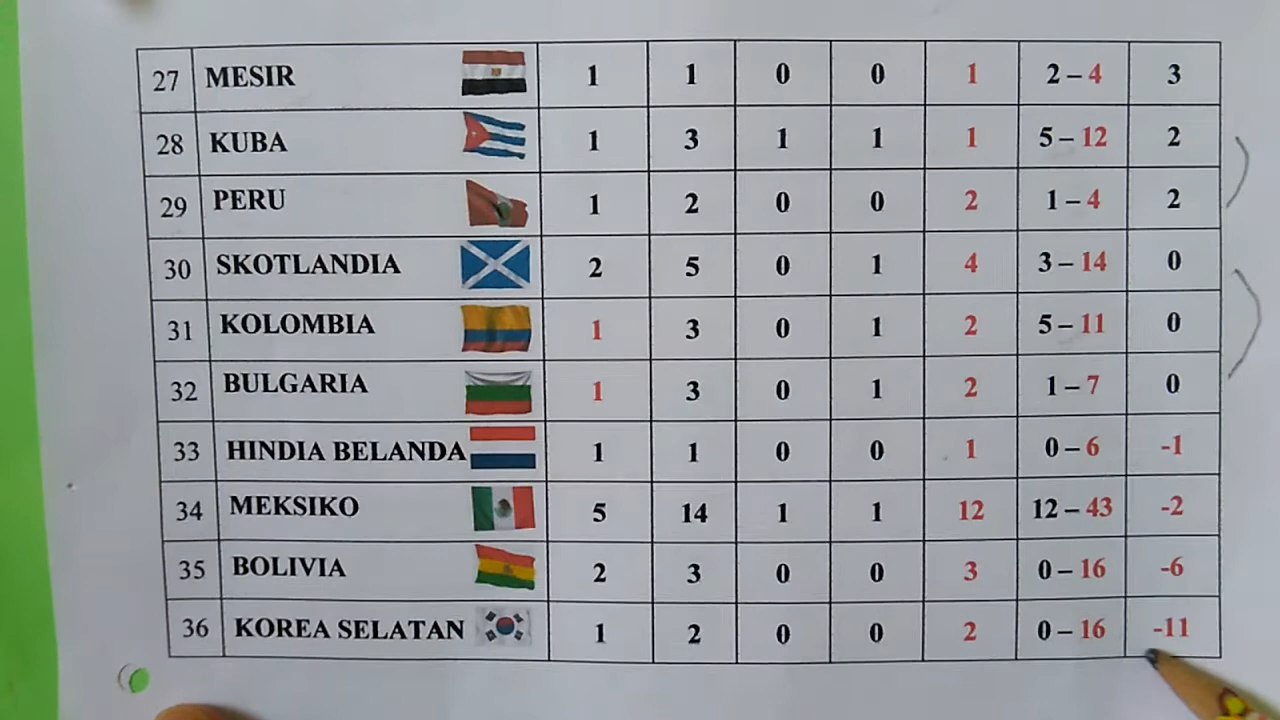 27 MESIR 1 1 0 0 1 2 – 4 3
28 KUBA 1 3 1 1 1 5 – 12 2
29 PERU 1 2 0 0 2 1 – 4 2
30 SKOTLANDIA 2 5 0 1 4 3 – 14 0
31 KOLOMBIA 1 3 0 1 2 5 – 11 0
32 BULGARIA 1 3 0 1 2 1 – 7 0
33 HINDIA BELANDA 1 1 0 0 1 0 – 6 -1
34 MEKSIKO 5 14 1 1 12 12 – 43 -2
35 BOLIVIA 2 3 0 0 3 0 – 16 -6
36 KOREA SELATAN 1 2 0 0 2 0 – 16 -11